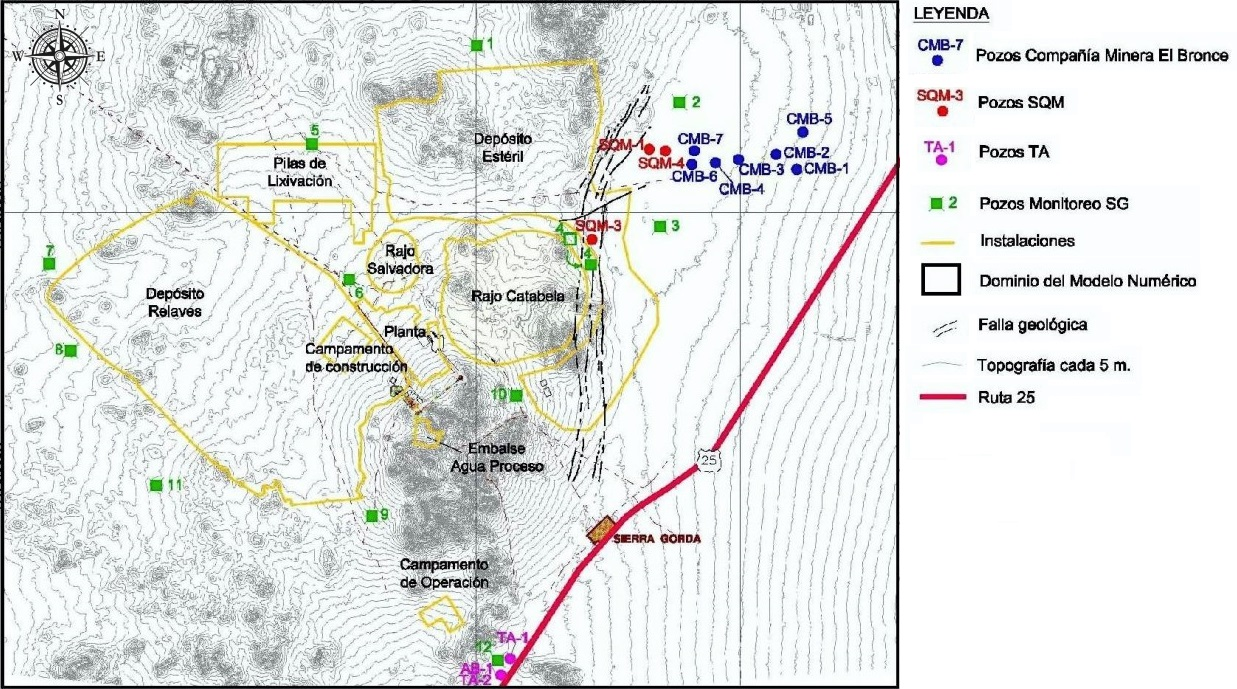 N
W
E
S
1
2
5
Depósito
Estéril
Pilas de
Lixivación
SQM-1
SQM-4
CMB-7
CMB-5
CMB-2
CMB-6
CMB-3
CMB-1
CMB-4
4
SQM-3
3
4
7
Rajo
Salvadora
6
Depósito
Relaves
Rajo Catabela
Planta
8
Campamento
de construcción
10
Embalse
Agua Proceso
25
11
9
SIERRA GORDA
Campamento
de Operación
12
TA-1
AB-1
TA-2
LEYENDA
CMB-7
Pozos Compañía Minera El Bronce
SQM-3
Pozos SQM
TA-1
Pozos TA
2
Pozos Monitoreo SG
Instalaciones
Dominio del Modelo Numérico
Falla geológica
Topografía cada 5 m.
Ruta 25